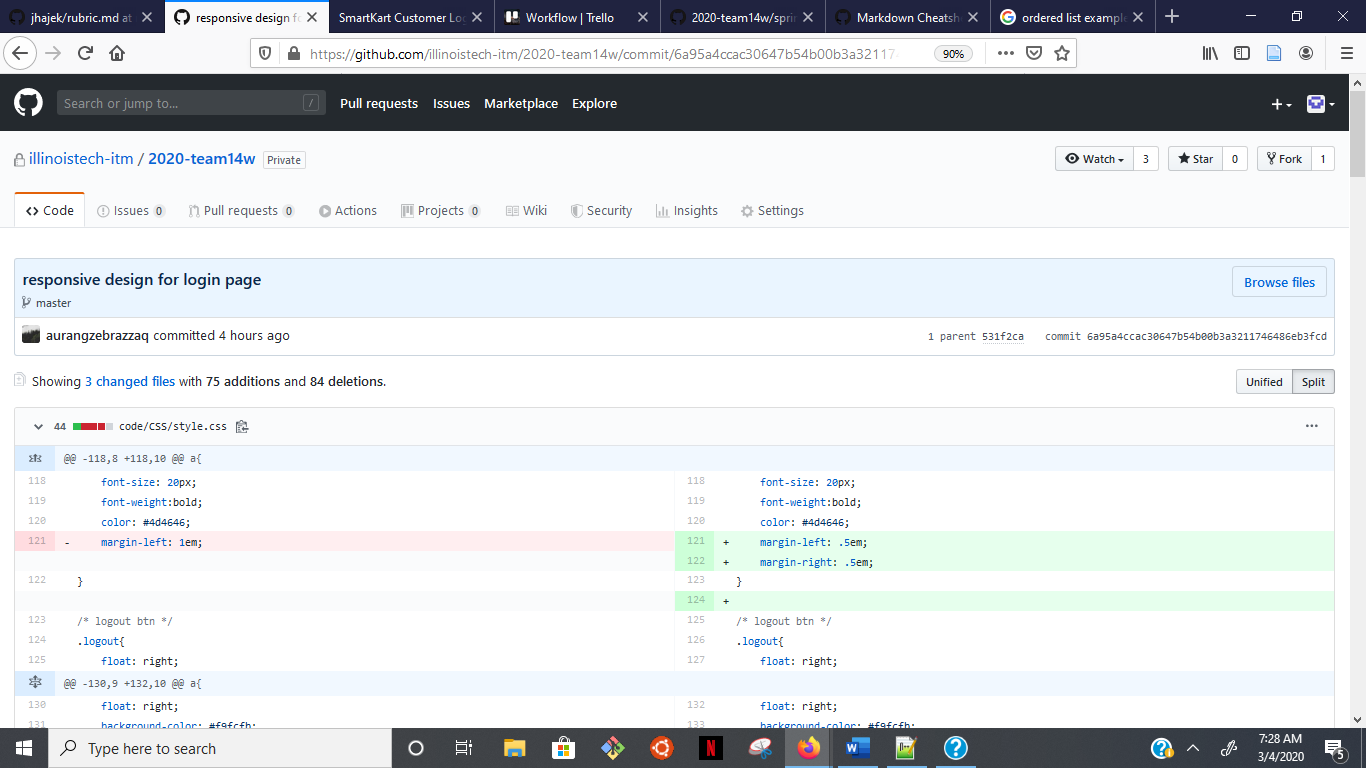 jhajek/rubric.md at
responsive design fo
SmartKart Customer Lo
Workflow | Trello
2020-team14w/sprin
Markdown Cheatsh
ordered list example
https://github.com/illinoistech-itm/2020-team14w/commit/6a95a4ccac30647b54b00b3a32117
90%
Search or jump to...
/
Pull requests
Issues
Marketplace
Explore
illinoistech-itm / 2020-team14w
Private
Watch
3
Star
0
Fork
1
Code
Issues 0
Pull requests 0
Actions
Projects 0
Wiki
Security
Insights
Settings
responsive design for login page
Browse files
master
aurangzebrazzaq committed 4 hours ago
1 parent 531f2ca
commit 6a95a4ccac30647b54b00b3a3211746486eb3fcd
Showing 3 changed files with 75 additions and 84 deletions.
Unified
Split
44
code/CSS/style.css
@@ -118,8 +118,10 @@ a{
118 font-size: 20px;
118 font-size: 20px;
119 font-weight:bold;
119 font-weight:bold;
120 color: #4d4646;
120 color: #4d4646;
121 - margin-left: 1em;
121 + margin-left: .5em;
122 + margin-right: .5em;
122 }
123 }
124 +
123 /* logout btn */
125 /* logout btn */
124 .logout{
126 .logout{
125 float: right;
127 float: right;
@@ -130,9 +132,10 @@ a{
130 float: right;
132 float: right;
131 background-color: #f9fcfb;
133 background-color: #f9fcfb;
Type here to search
N
W
7:28 AM
3/4/2020
5